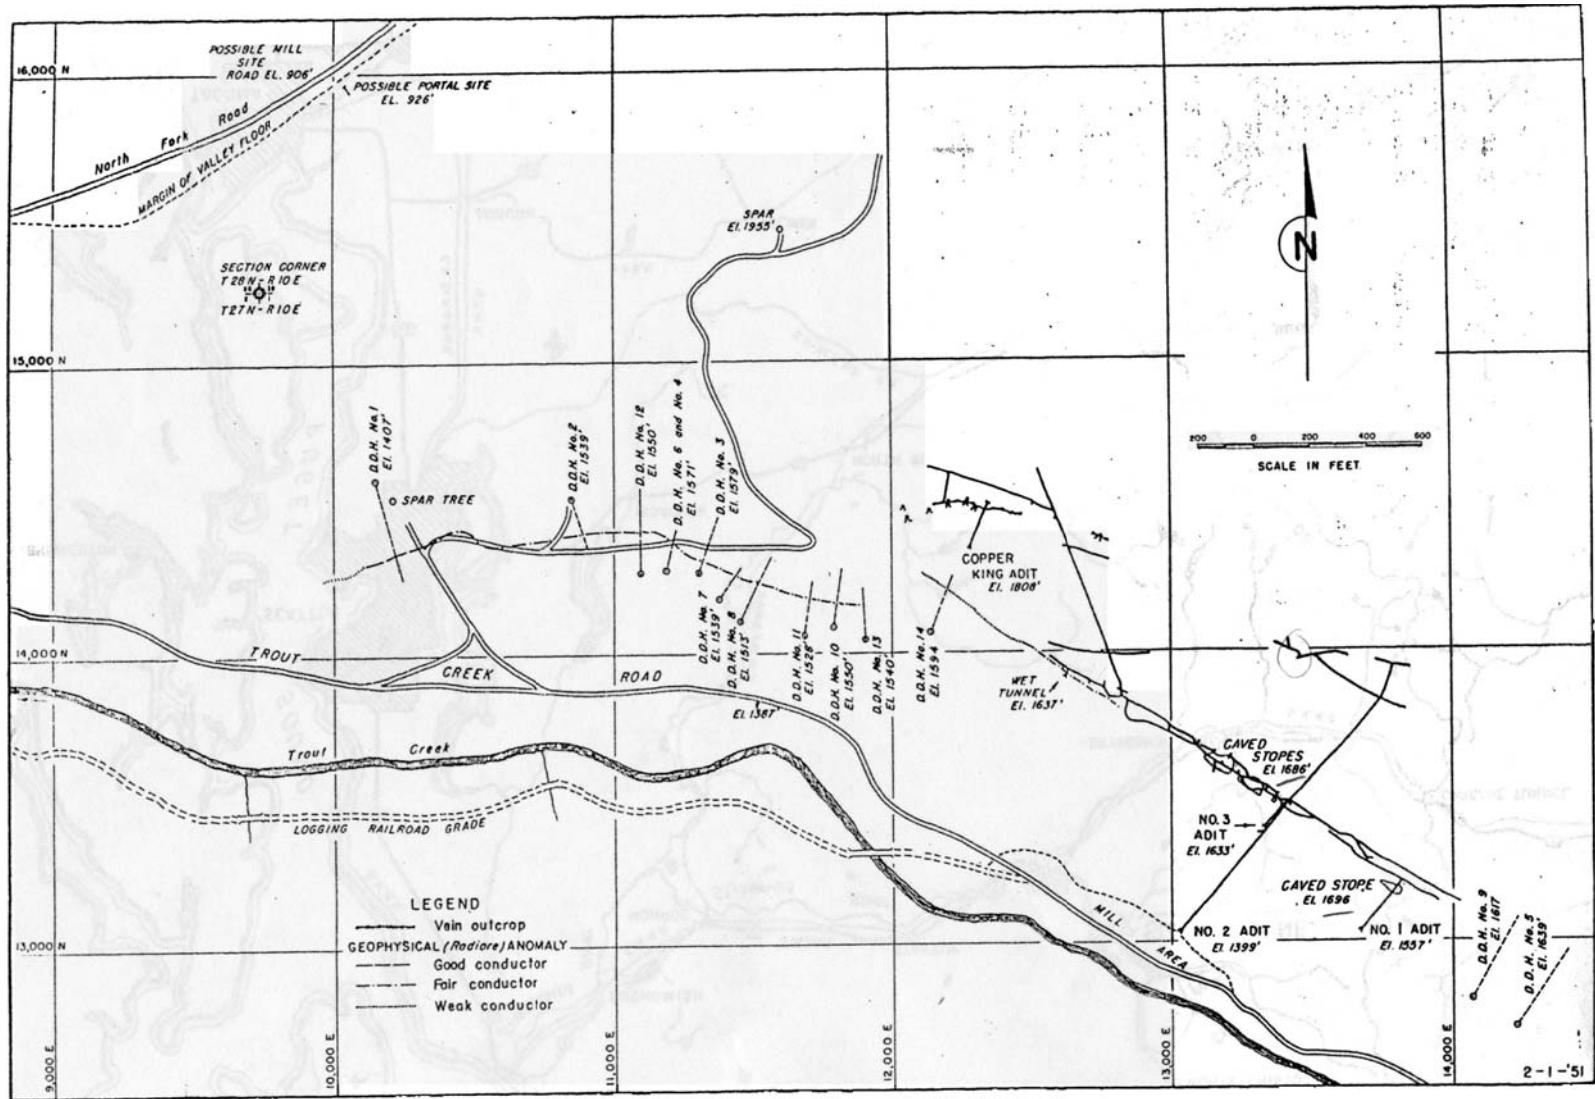 POSSIBLE MILL
SITE
ROAD EL. 906'
16,000 N
POSSIBLE PORTAL SITE
EL. 926'
North Fork Road
MARGIN OF VALLEY FLOOR
SPAR
El. 1955'
SECTION CORNER
T 28 N - R 10 E
T 27 N - R 10 E
N
15,000 N
200 0 200 400 600
SCALE IN FEET
D.D.H. No. 1
El. 1407'
SPAR TREE
D.D.H. No. 2
El. 1539'
D.D.H. No. 12
El. 1550'
D.D.H. No. 6 and No. 4
El. 1571'
D.D.H. No. 3
El. 1579'
COPPER
KING ADIT
El. 1808'
D.D.H. No. 7
El. 1539'
D.D.H. No. 8
El. 1513'
D.D.H. No. 11
El. 1526'
D.D.H. No. 10
El. 1550'
D.D.H. No. 13
El. 1540'
D.D.H. No. 14
El. 1594
14,000 N
TROUT CREEK ROAD
El. 1387'
WET
TUNNEL
El. 1637'
Trout Creek
CAVED
STOPES
El. 1686'
LOGGING RAILROAD GRADE
NO. 3
ADIT
El. 1633'
CAVED STOPE
El. 1696
MILL AREA
NO. 2 ADIT
El. 1399'
NO. 1 ADIT
El. 1557'
D.D.H. No. 9
El. 1617
D.D.H. No. 5
El. 1639'
LEGEND
Vein outcrop
GEOPHYSICAL (Radiore) ANOMALY
Good conductor
Fair conductor
Weak conductor
13,000 N
9,000 E
10,000 E
11,000 E
12,000 E
13,000 E
14,000 E
2-1-'51